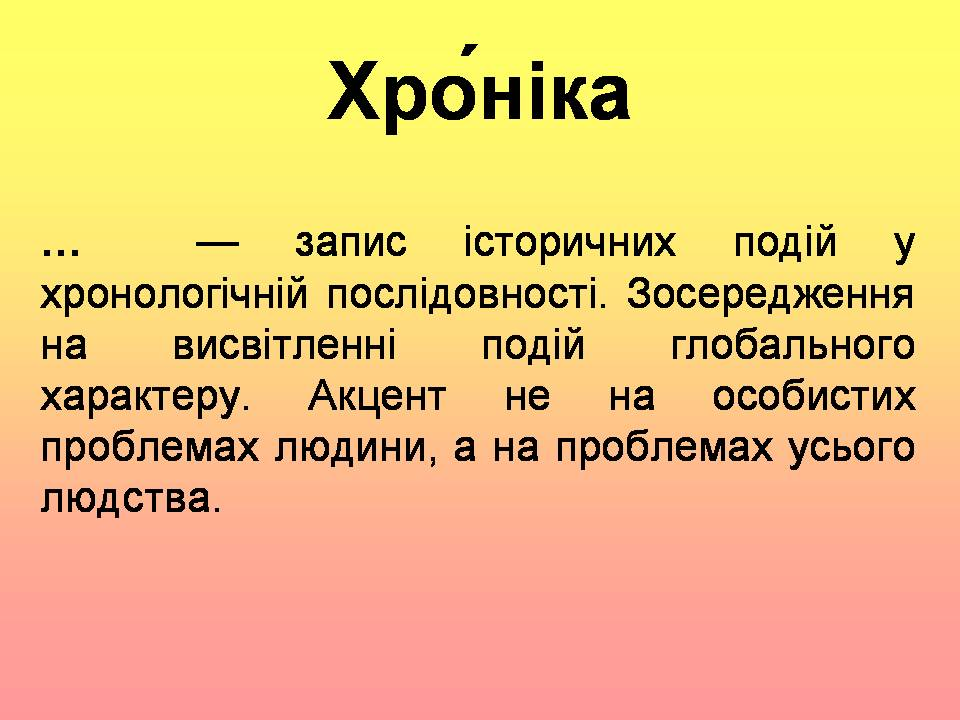 Хро́ніка
... — запис історичних подій у
хронологічній послідовності. Зосередження
на висвітленні подій глобального
характеру. Акцент не на особистих
проблемах людини, а на проблемах усього
людства.